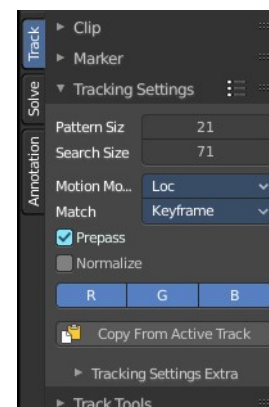 Track
Solve
Annotation
Clip
Marker
Tracking Settings
Pattern Siz 21
Search Size 71
Motion Mo... Loc
Match Keyframe
Prepass
Normalize
R G B
Copy From Active Track
Tracking Settings Extra
Track Tools